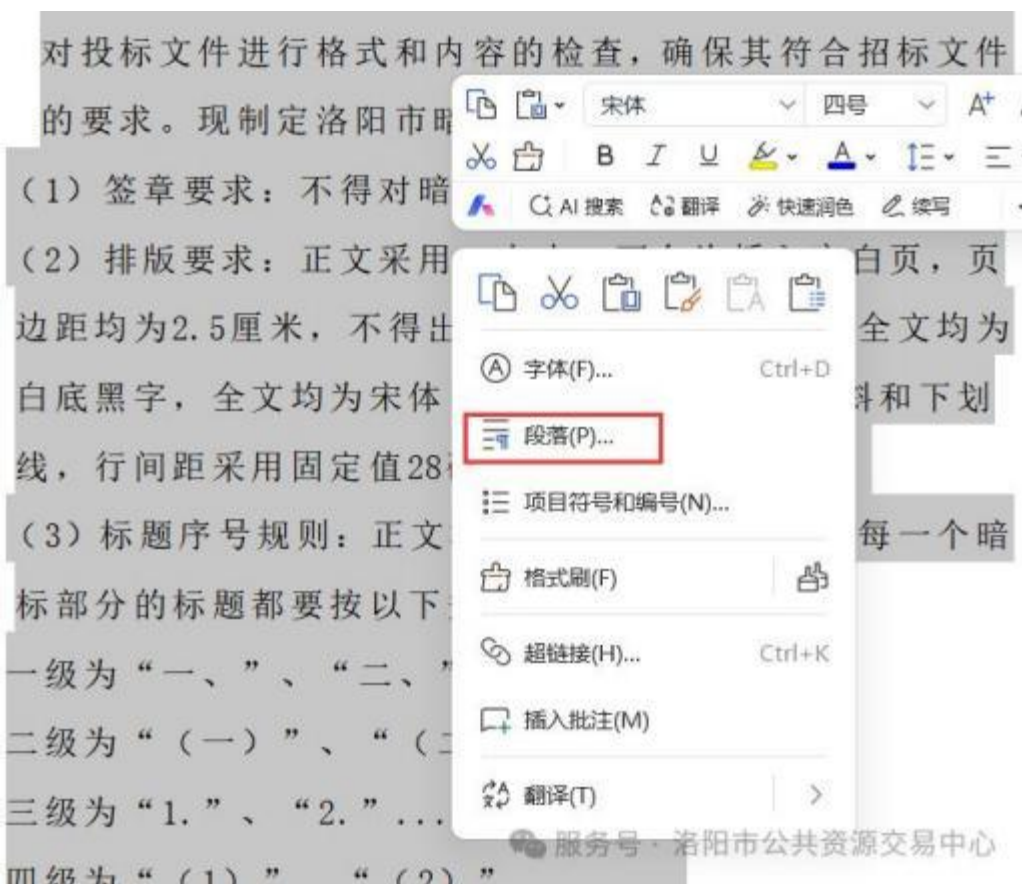 对投标文件进行格式和内容的检查，确保其符合招标文件
的要求。现制定洛阳市暗
宋体 四号 A+
B I U A
AI 搜索 翻译 快速润色 续写
（1）签章要求：不得对暗
（2）排版要求：正文采用
白页，页
边距均为2.5厘米，不得出
全文均为
白底黑字，全文均为宋体
和下划
线，行间距采用固定值28
（3）标题序号规则：正文
每一个暗
标部分的标题都要按以下
一级为“一、”、“二、”
二级为“（一）”、“（
三级为“1.”、“2.”...
四级为“（1）”、“（2）”
字体(F)... Ctrl+D
段落(P)...
项目符号和编号(N)...
格式刷(F)
超链接(H)... Ctrl+K
插入批注(M)
翻译(T)
服务号 · 洛阳市公共资源交易中心